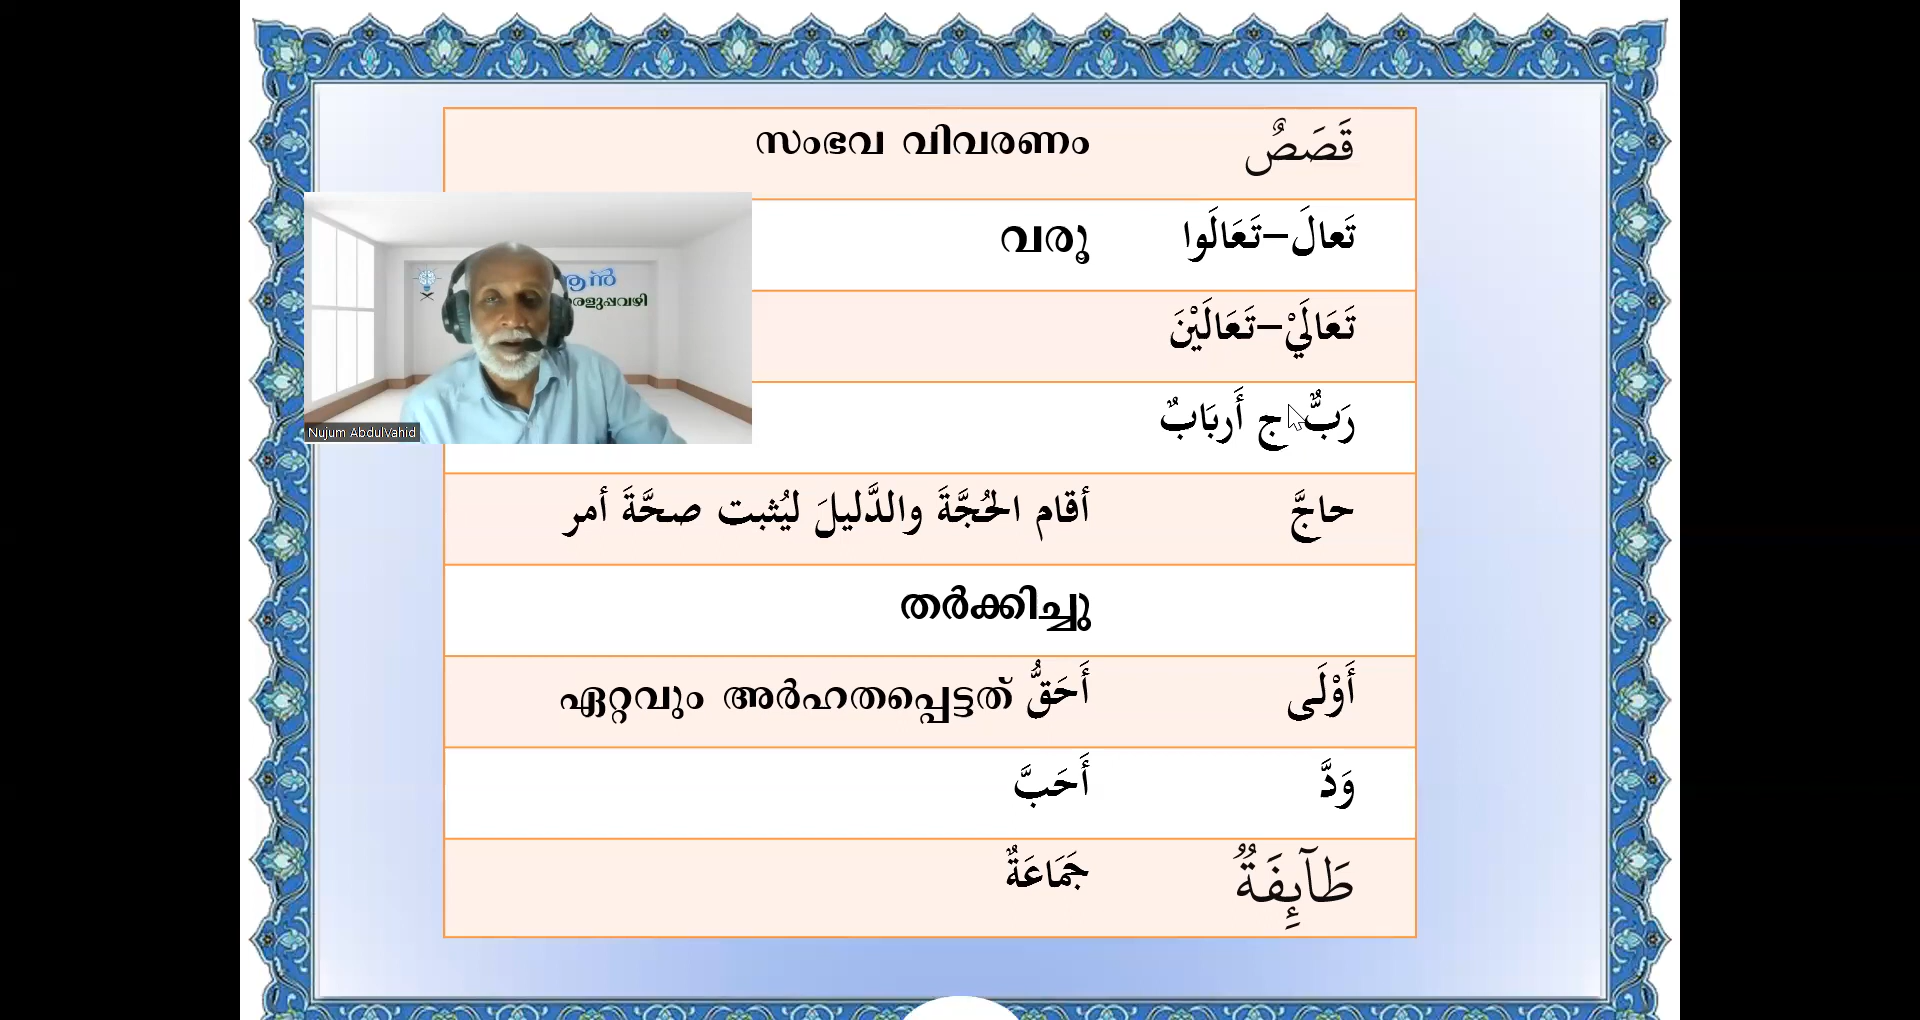 قَصَصٌ സംഭവ വിവരണം
تَعالَ–تَعَالَوا വരൂ
تَعَالَيْ–تَعَالَيْنَ
رَبٌّ ج أَربَابٌ
حاجَّ أقام الحُجَّةَ والدَّليلَ ليُثبت صحَّةَ أمر
തർക്കിച്ചു
أَوْلَى أَحَقُّ ഏറ്റവും അർഹതപ്പെട്ടത്
وَدَّ أَحَبَّ
طَآئِفَةٌ جَمَاعَةٌ
Nujum AbdulVahid